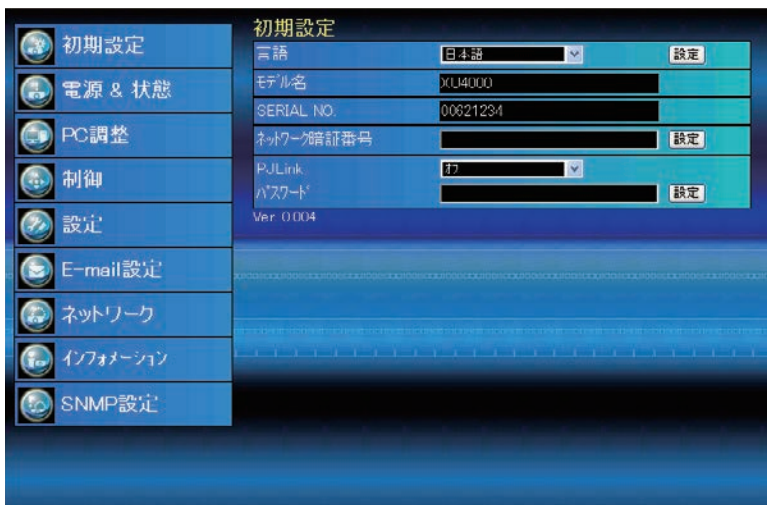 初期設定
電源 & 状態
PC調整
制御
設定
E-mail設定
ネットワーク
インフォメーション
SNMP設定
初期設定
言語 日本語 設定
モデル名 XU4000
SERIAL NO. 00621234
ネットワーク暗証番号 設定
PJLink オフ
パスワード 設定
Ver. 0.004